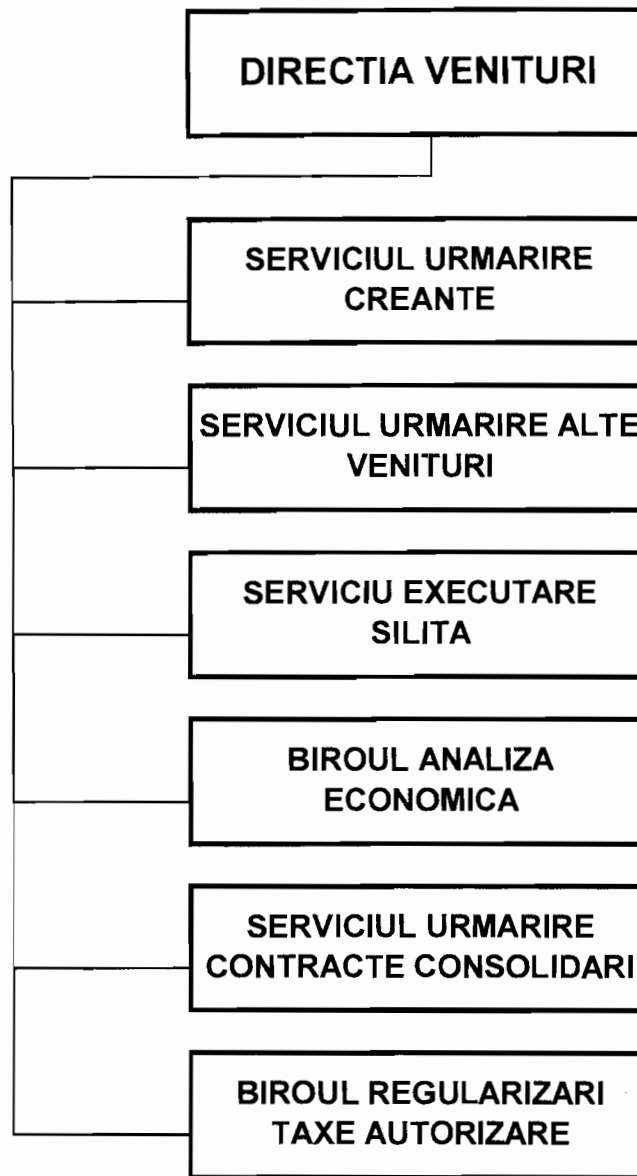 DIRECTIA VENITURI
SERVICIUL URMARIRE
CREANTE
SERVICIUL URMARIRE ALTE
VENITURI
SERVICIU EXECUTARE
SILITA
BIROUL ANALIZA
ECONOMICA
SERVICIUL URMARIRE
CONTRACTE CONSOLIDARI
BIROUL REGULARIZARI
TAXE AUTORIZARE